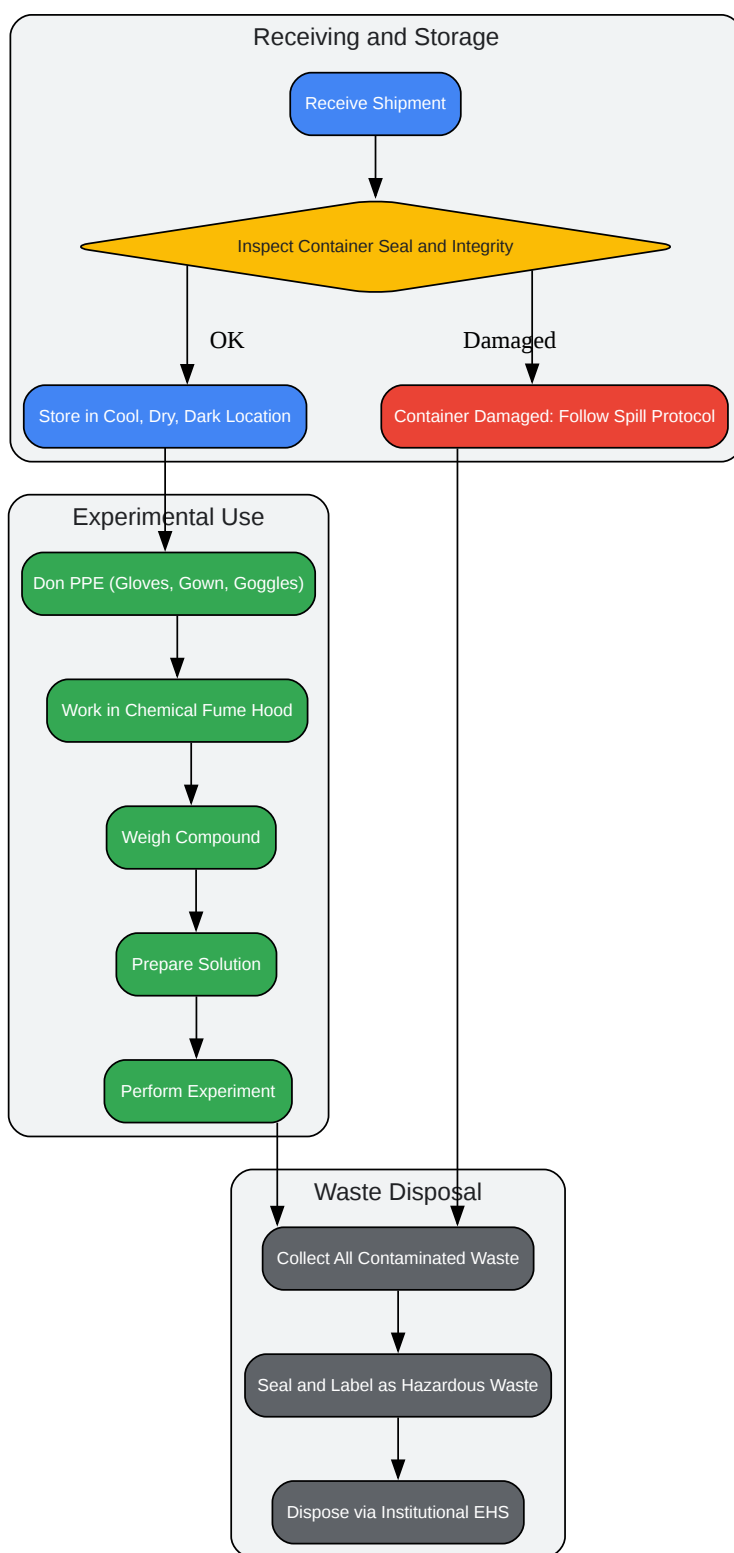 Receiving and Storage
Receive Shipment
Inspect Container Seal and Integrity
OK
Damaged
Store in Cool, Dry, Dark Location
Container Damaged: Follow Spill Protocol
Experimental Use
Don PPE (Gloves, Gown, Goggles)
Work in Chemical Fume Hood
Weigh Compound
Prepare Solution
Perform Experiment
Waste Disposal
Collect All Contaminated Waste
Seal and Label as Hazardous Waste
Dispose via Institutional EHS